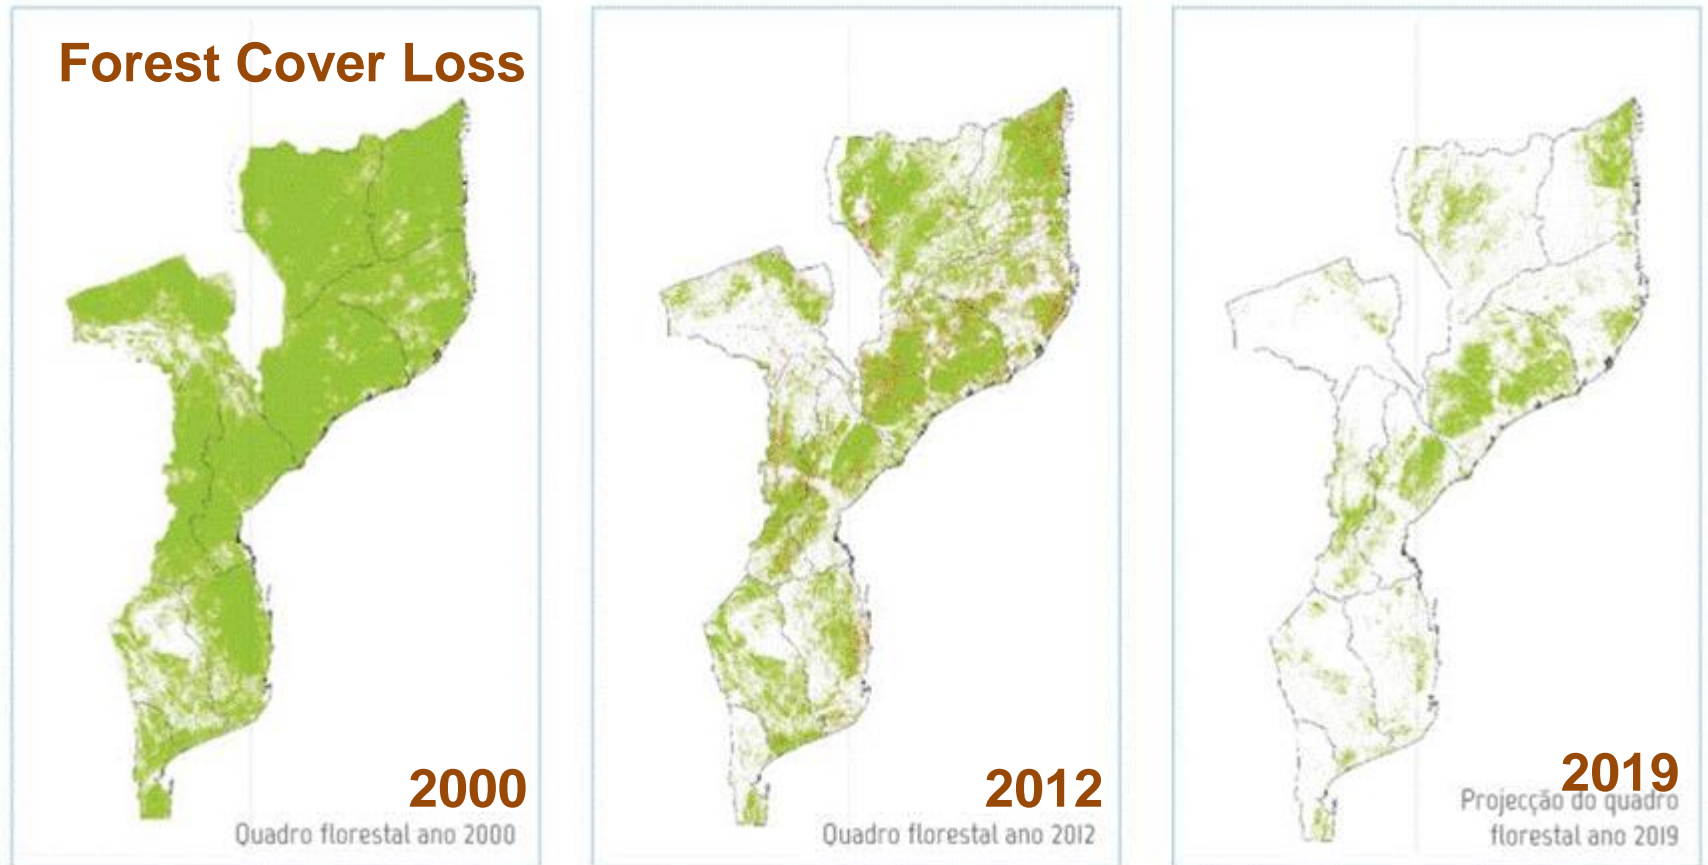 Forest Cover Loss
2000
Quadro florestal ano 2000
2012
Quadro florestal ano 2012
2019
Projecção do quadro
florestal ano 2019